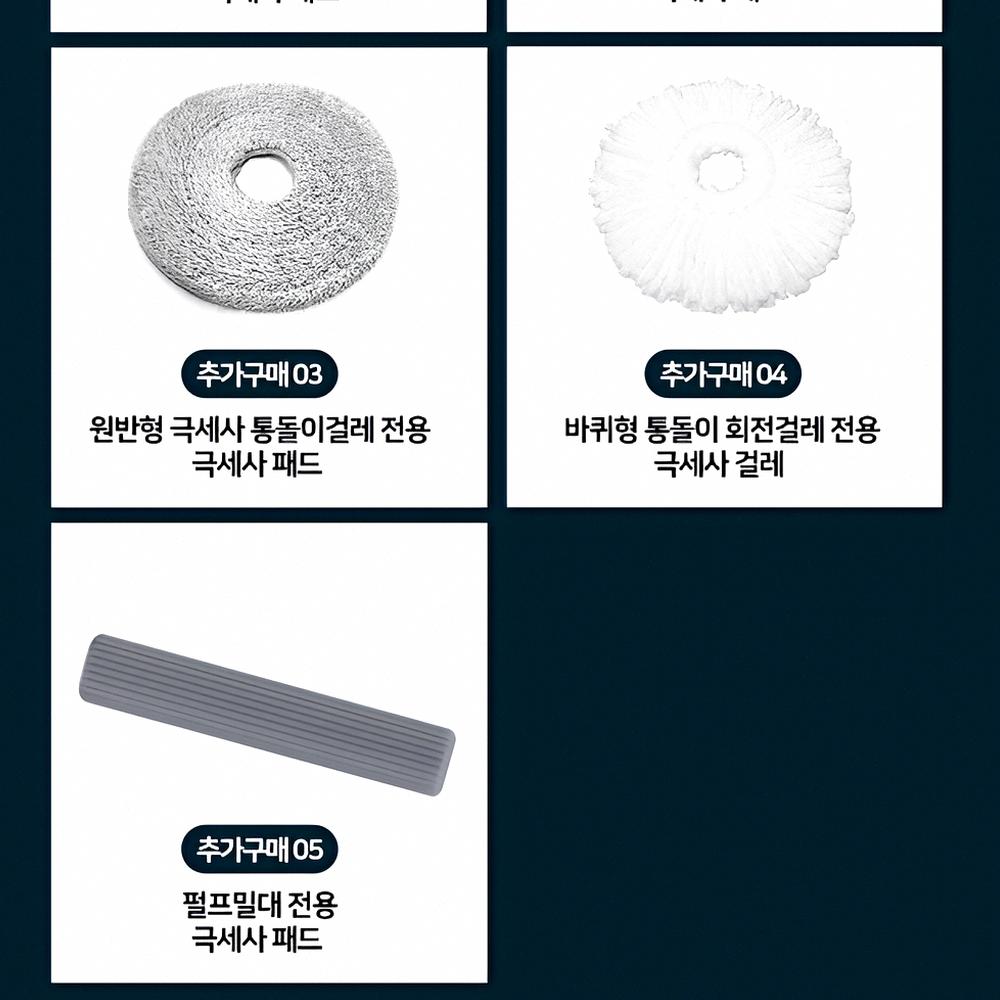 추가구매 03
원반형 극세사 통돌이걸레 전용
극세사 패드
추가구매 04
바퀴형 통돌이 회전걸레 전용
극세사 걸레
추가구매 05
펄프밀대 전용
극세사 패드